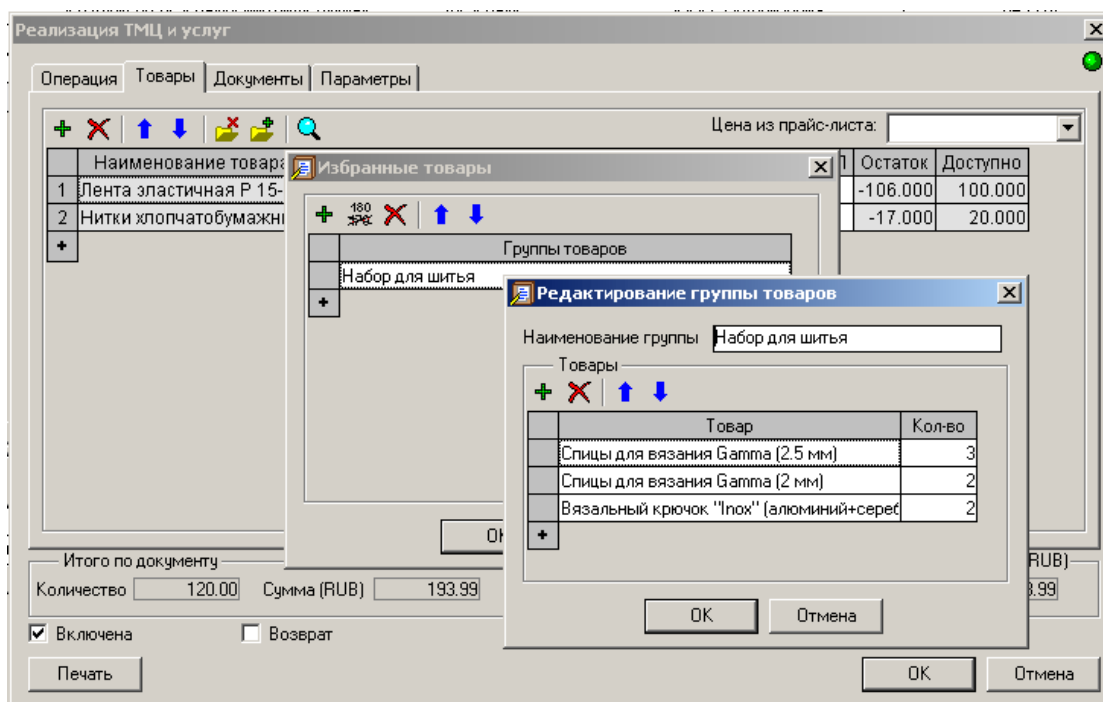 Реализация ТМЦ и услуг
Операция Товары Документы Параметры
Цена из прайс-листа:
Наименование Остаток Доступно
1 Лента эластичная Р 15- -106.000 100.000
2 Нитки -17.000 20.000
Избранные товары
180
Группы товаров
Набор для шитья
Редактирование группы товаров
Наименование группы Набор для шитья
Товары
Товар Кол-во
Спицы для вязания Gamma (2.5 мм) 3
Спицы для вязания Gamma (2 мм) 2
Вязальный крючок "Inox" 2
OK Отмена
Итого по документу RUB)
Количество 120.00 Сумма (RUB) 193.99 3.99
Включена Возврат
Печать OK Отмена